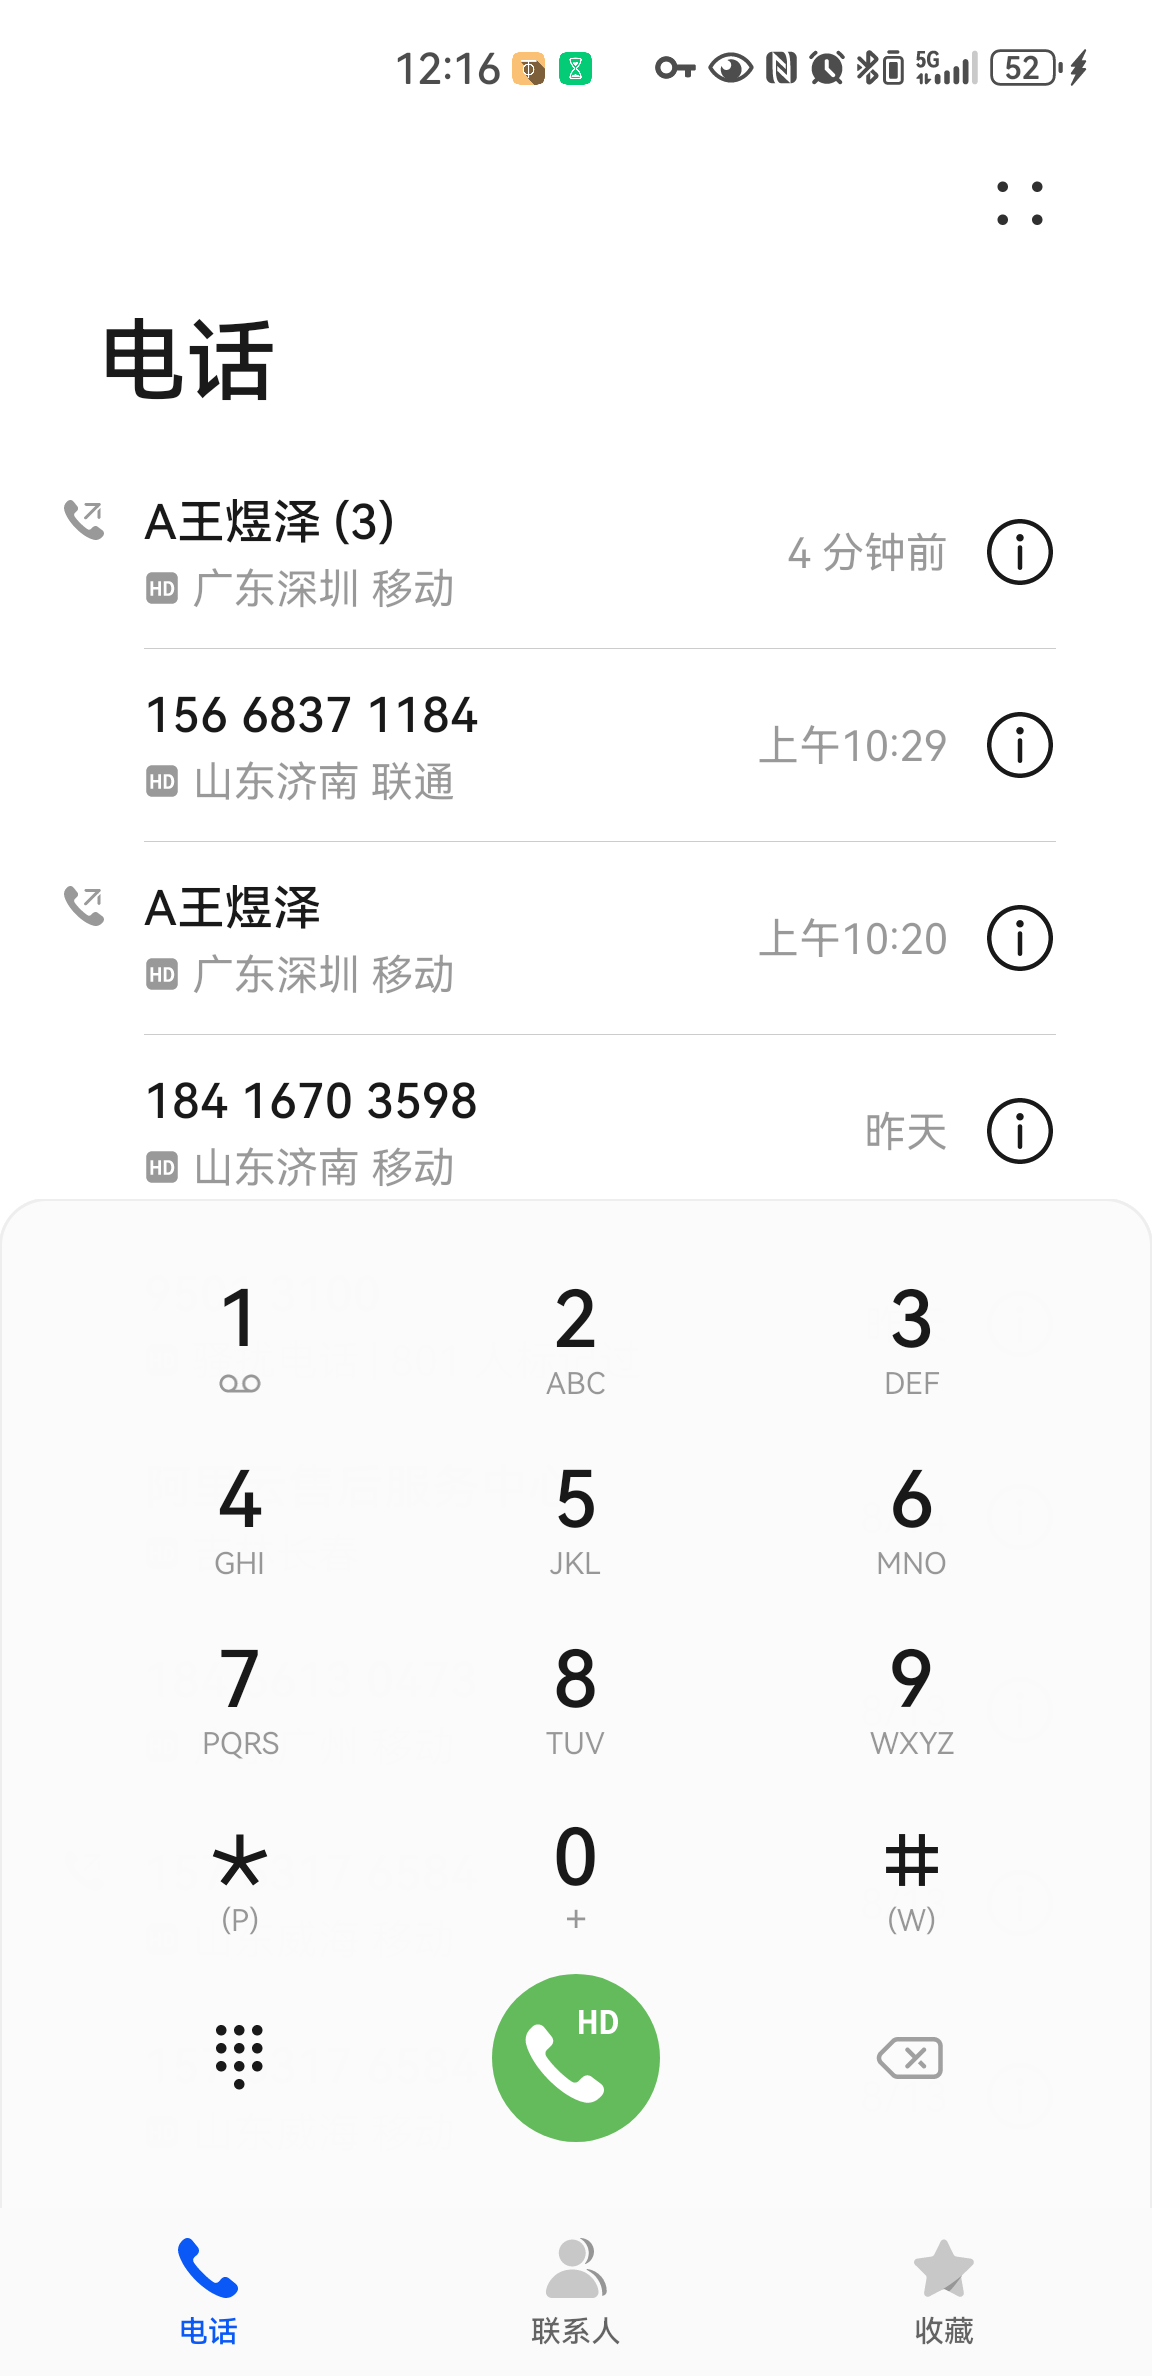 12:16 5G 52
电话
A王煜泽 (3)
4 分钟前
HD 广东深圳 移动
156 6837 1184
上午10:29
HD 山东济南 联通
A王煜泽
上午10:20
HD 广东深圳 移动
184 1670 3598
昨天
HD 山东济南 移动
1 2 3
ABC DEF
4 5 6
GHI JKL MNO
7 8 9
PQRS TUV WXYZ
* 0 #
(P) + (W)
HD
电话 联系人 收藏